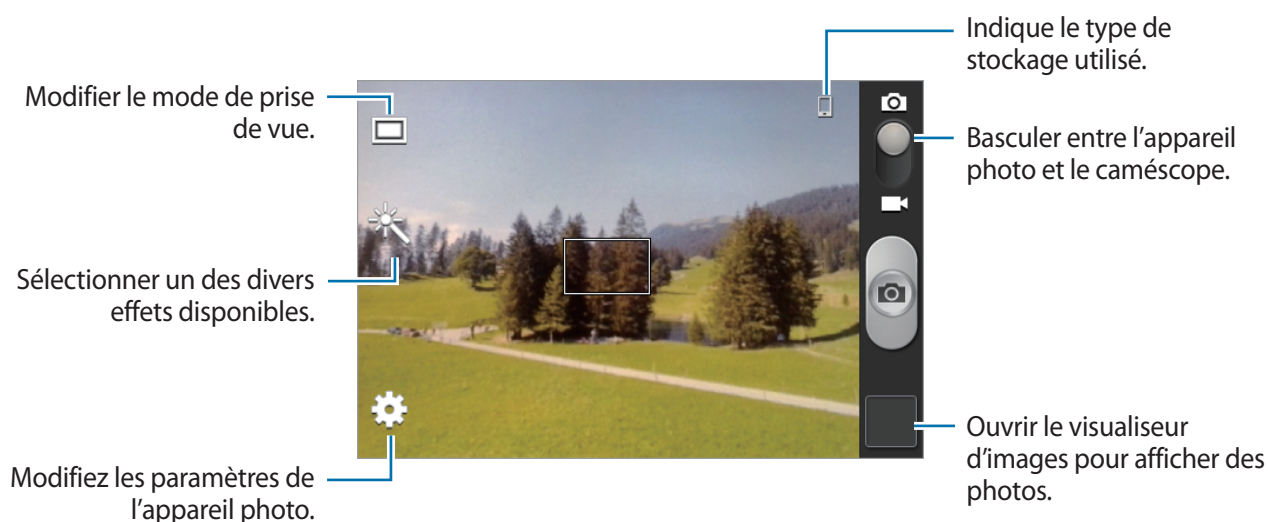 Modifier le mode de prise
de vue.
Sélectionner un des divers
effets disponibles.
Modifiez les paramètres de
l'appareil photo.
Indique le type de
stockage utilisé.
Basculer entre l'appareil
photo et le caméscope.
Ouvrir le visualiseur
d'images pour afficher des
photos.